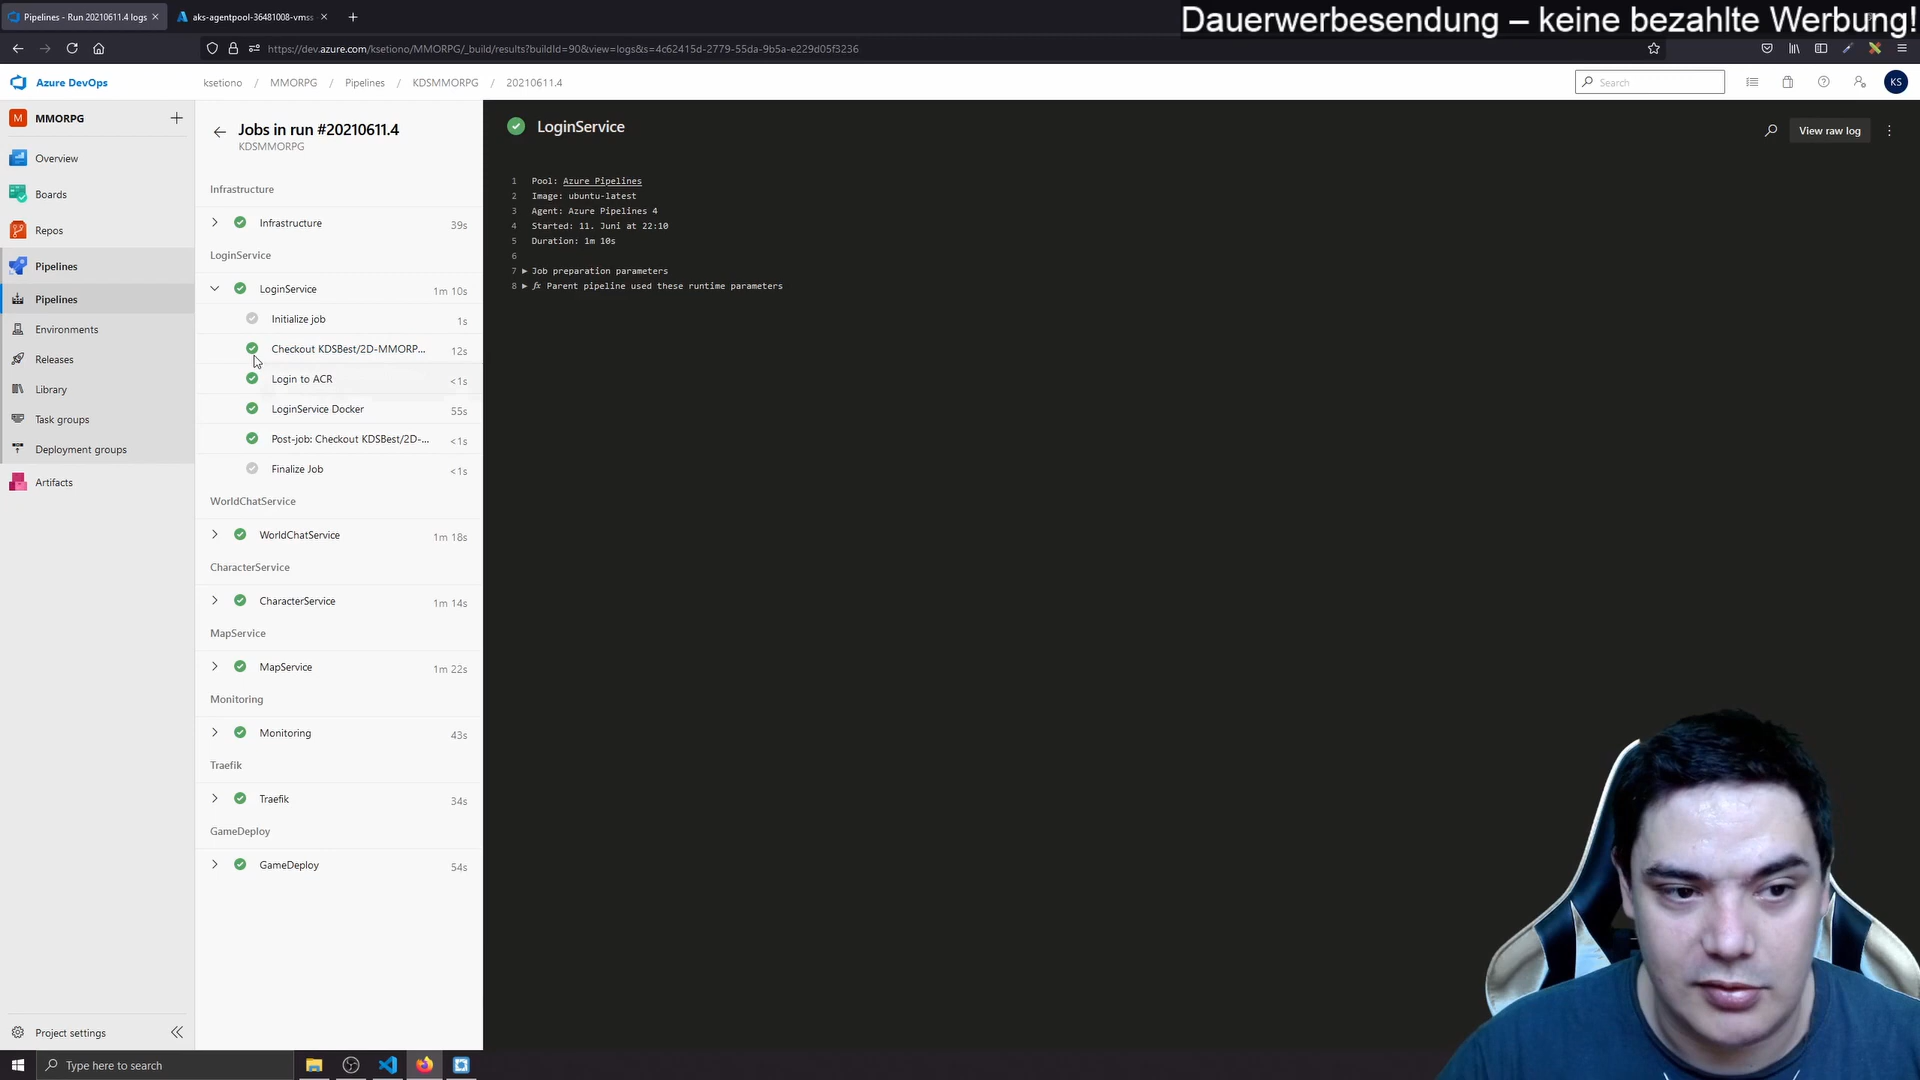 Pipelines - Run 20210611.4 logs
aks-agentpool-36481008-vmss
Dauerwerbesendung – keine bezahlte Werbung!
https://dev.azure.com/ksetiono/MMORPG/_build/results?buildId=90&view=logs&s=4c62415d-2779-55da-9b5a-e229d05f3236
Azure DevOps
ksetiono / MMORPG / Pipelines / KDSMMORPG / 20210611.4
Search
KS
M MMORPG
Overview
Boards
Repos
Pipelines
Pipelines
Environments
Releases
Library
Task groups
Deployment groups
Artifacts
Project settings
Jobs in run #20210611.4
KDSMMORPG
Infrastructure
Infrastructure 39s
LoginService
LoginService 1m 10s
Initialize job 1s
Checkout KDSBest/2D-MMORP... 12s
Login to ACR <1s
LoginService Docker 55s
Post-job: Checkout KDSBest/2D-... <1s
Finalize Job <1s
WorldChatService
WorldChatService 1m 18s
CharacterService
CharacterService 1m 14s
MapService
MapService 1m 22s
Monitoring
Monitoring 43s
Traefik
Traefik 34s
GameDeploy
GameDeploy 54s
LoginService
View raw log
1 Pool: Azure Pipelines
2 Image: ubuntu-latest
3 Agent: Azure Pipelines 4
4 Started: 11. Juni at 22:10
5 Duration: 1m 10s
6
7 Job preparation parameters
8 fx Parent pipeline used these runtime parameters
Type here to search